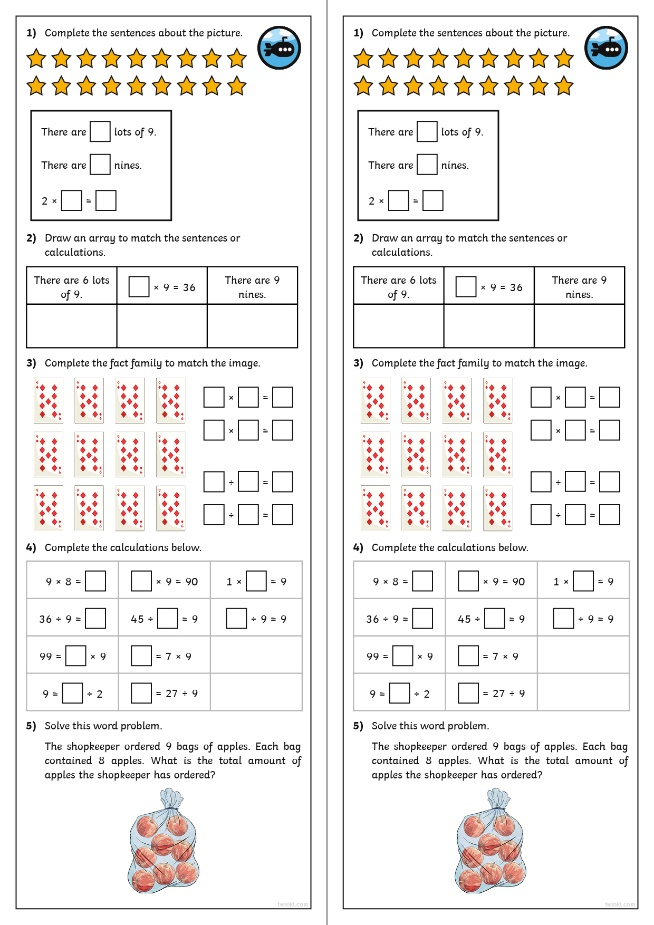 1) Complete the sentences about the picture.
There are lots of 9.
There are nines.
2 × =
2) Draw an array to match the sentences or
calculations.
There are 6 lots
of 9.
× 9 = 36
There are 9
nines.
3) Complete the fact family to match the image.
× =
× =
÷ =
÷ =
4) Complete the calculations below.
9 × 8 =
× 9 = 90
1 × = 9
36 ÷ 9 =
45 ÷ = 9
÷ 9 = 9
99 = × 9
= 7 × 9
9 = ÷ 2
= 27 ÷ 9
5) Solve this word problem.
The shopkeeper ordered 9 bags of apples. Each bag
contained 8 apples. What is the total amount of
apples the shopkeeper has ordered?
twinkl.com
1) Complete the sentences about the picture.
There are lots of 9.
There are nines.
2 × =
2) Draw an array to match the sentences or
calculations.
There are 6 lots
of 9.
× 9 = 36
There are 9
nines.
3) Complete the fact family to match the image.
× =
× =
÷ =
÷ =
4) Complete the calculations below.
9 × 8 =
× 9 = 90
1 × = 9
36 ÷ 9 =
45 ÷ = 9
÷ 9 = 9
99 = × 9
= 7 × 9
9 = ÷ 2
= 27 ÷ 9
5) Solve this word problem.
The shopkeeper ordered 9 bags of apples. Each bag
contained 8 apples. What is the total amount of
apples the shopkeeper has ordered?
twinkl.com